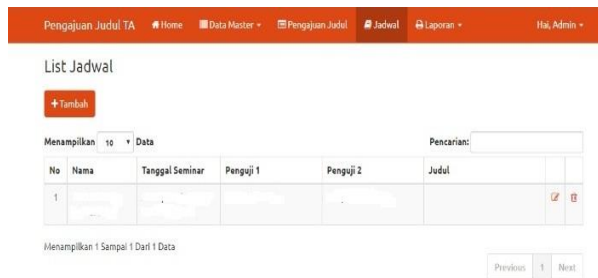 Pengajuan Judul TA Home Data Master Pengajuan Judul Jadwal Laporan Hai, Admin
List Jadwal
+Tambah
Menampilkan 10 Data Pencarian:
No Nama Tanggal Seminar Penguji 1 Penguji 2 Judul
1
Menampilkan 1 Sampai 1 Dari 1 Data
Previous 1 Next